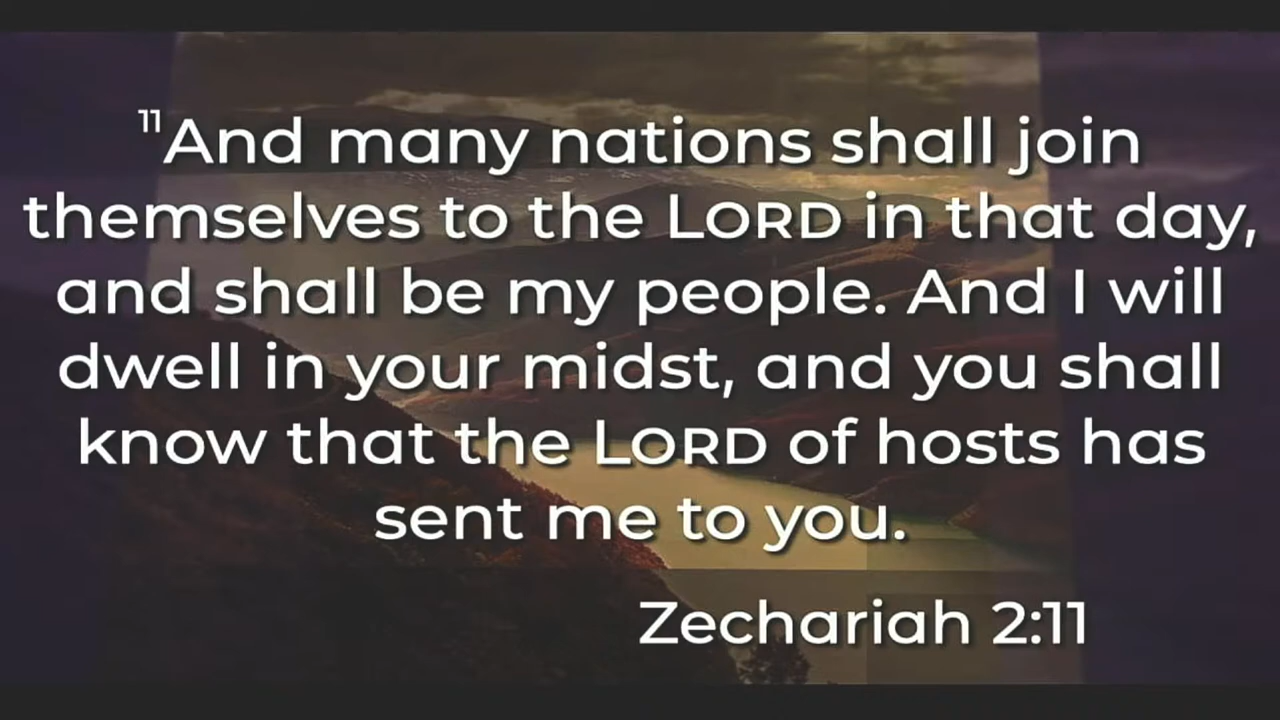 11And many nations shall join
themselves to the LORD in that day,
and shall be my people. And I will
dwell in your midst, and you shall
know that the LORD of hosts has
sent me to you.
Zechariah 2:11